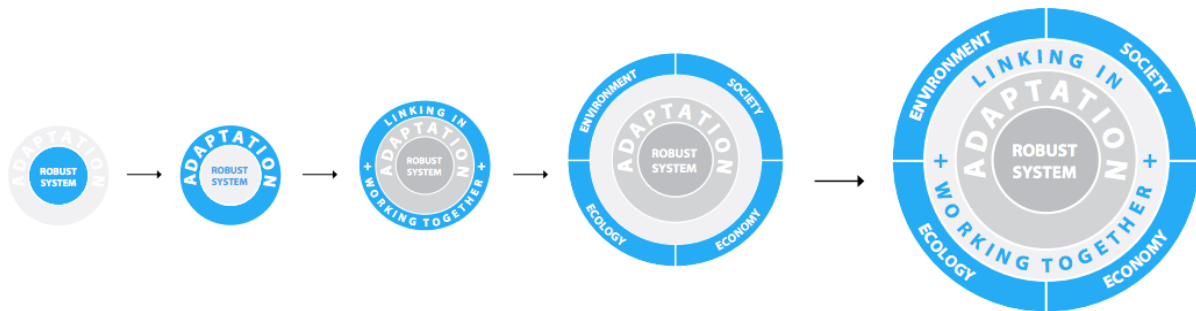 ADAPTATION
ROBUST
SYSTEM
ADAPTATION
ROBUST
SYSTEM
LINKING IN
ADAPTATION
ROBUST
SYSTEM
+ +
WORKING TOGETHER
ENVIRONMENT
SOCIETY
ADAPTATION
ROBUST
SYSTEM
ECOLOGY
ECONOMY
ENVIRONMENT
SOCIETY
LINKING IN
ADAPTATION
ROBUST
SYSTEM
+ +
WORKING TOGETHER
ECOLOGY
ECONOMY